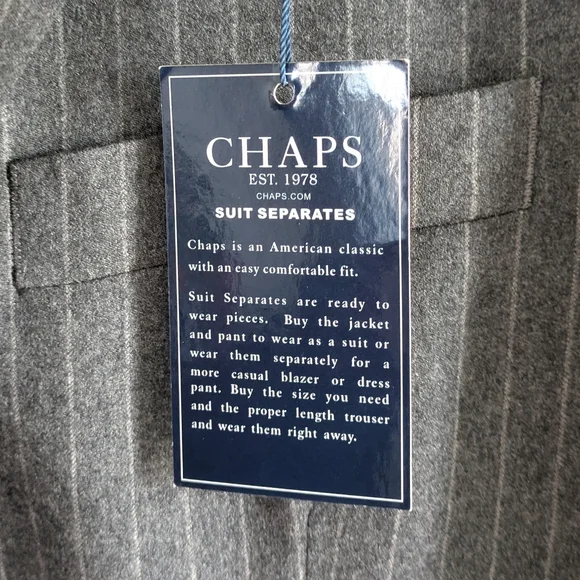 CHAPS
EST. 1978
CHAPS.COM
SUIT SEPARATES
Chaps is an American classic
with an easy comfortable fit.
Suit Separates are ready to
wear pieces. Buy the jacket
and pant to wear as a suit or
wear them separately for a
more casual blazer or dress
pant. Buy the size you need
and the proper length trouser
and wear them right away.